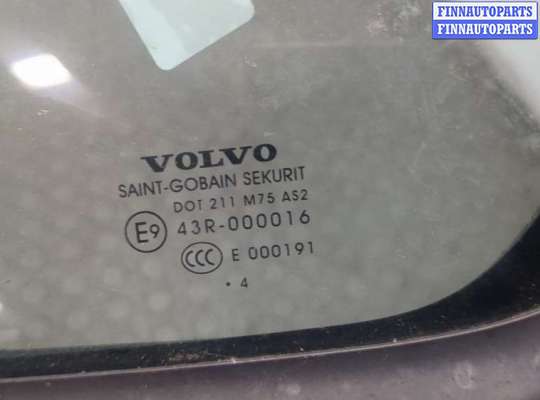 FINNAUTOPARTS
FINNAUTOPARTS
VOLVO
SAINT-GOBAIN SEKURIT
DOT 211 M75 AS2
E9 43R-000016
CCC E 000191
· 4